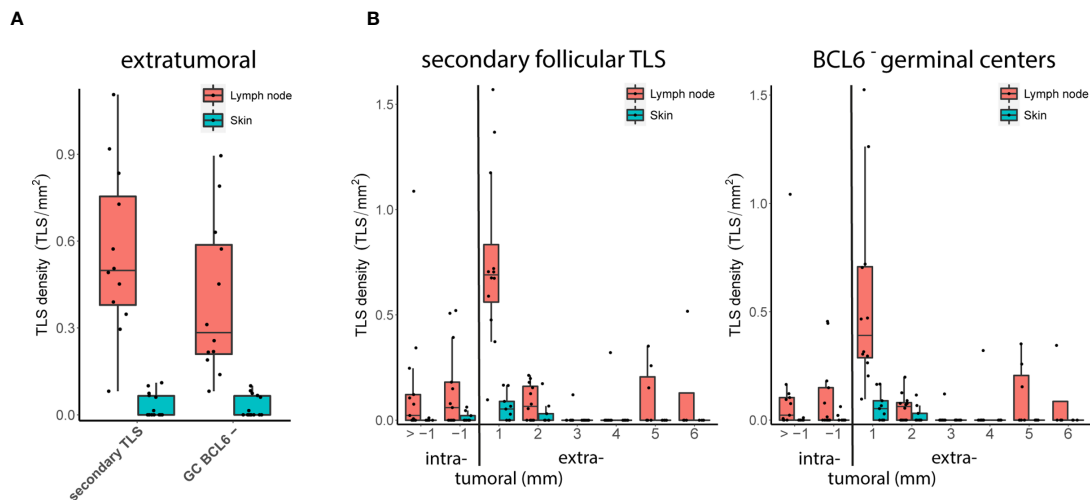 A
extratumoral
Lymph node
Skin
TLS density (TLS/mm²)
0.9
0.6
0.3
0.0
secondary TLS
GC BCL6⁻
B
secondary follicular TLS
Lymph node
Skin
TLS density (TLS/mm²)
1.5
1.0
0.5
0.0
> −1 −1 1 2 3 4 5 6
intra- extra-
tumoral (mm)
BCL6⁻ germinal centers
Lymph node
Skin
TLS density (TLS/mm²)
1.5
1.0
0.5
0.0
> −1 −1 1 2 3 4 5 6
intra- extra-
tumoral (mm)